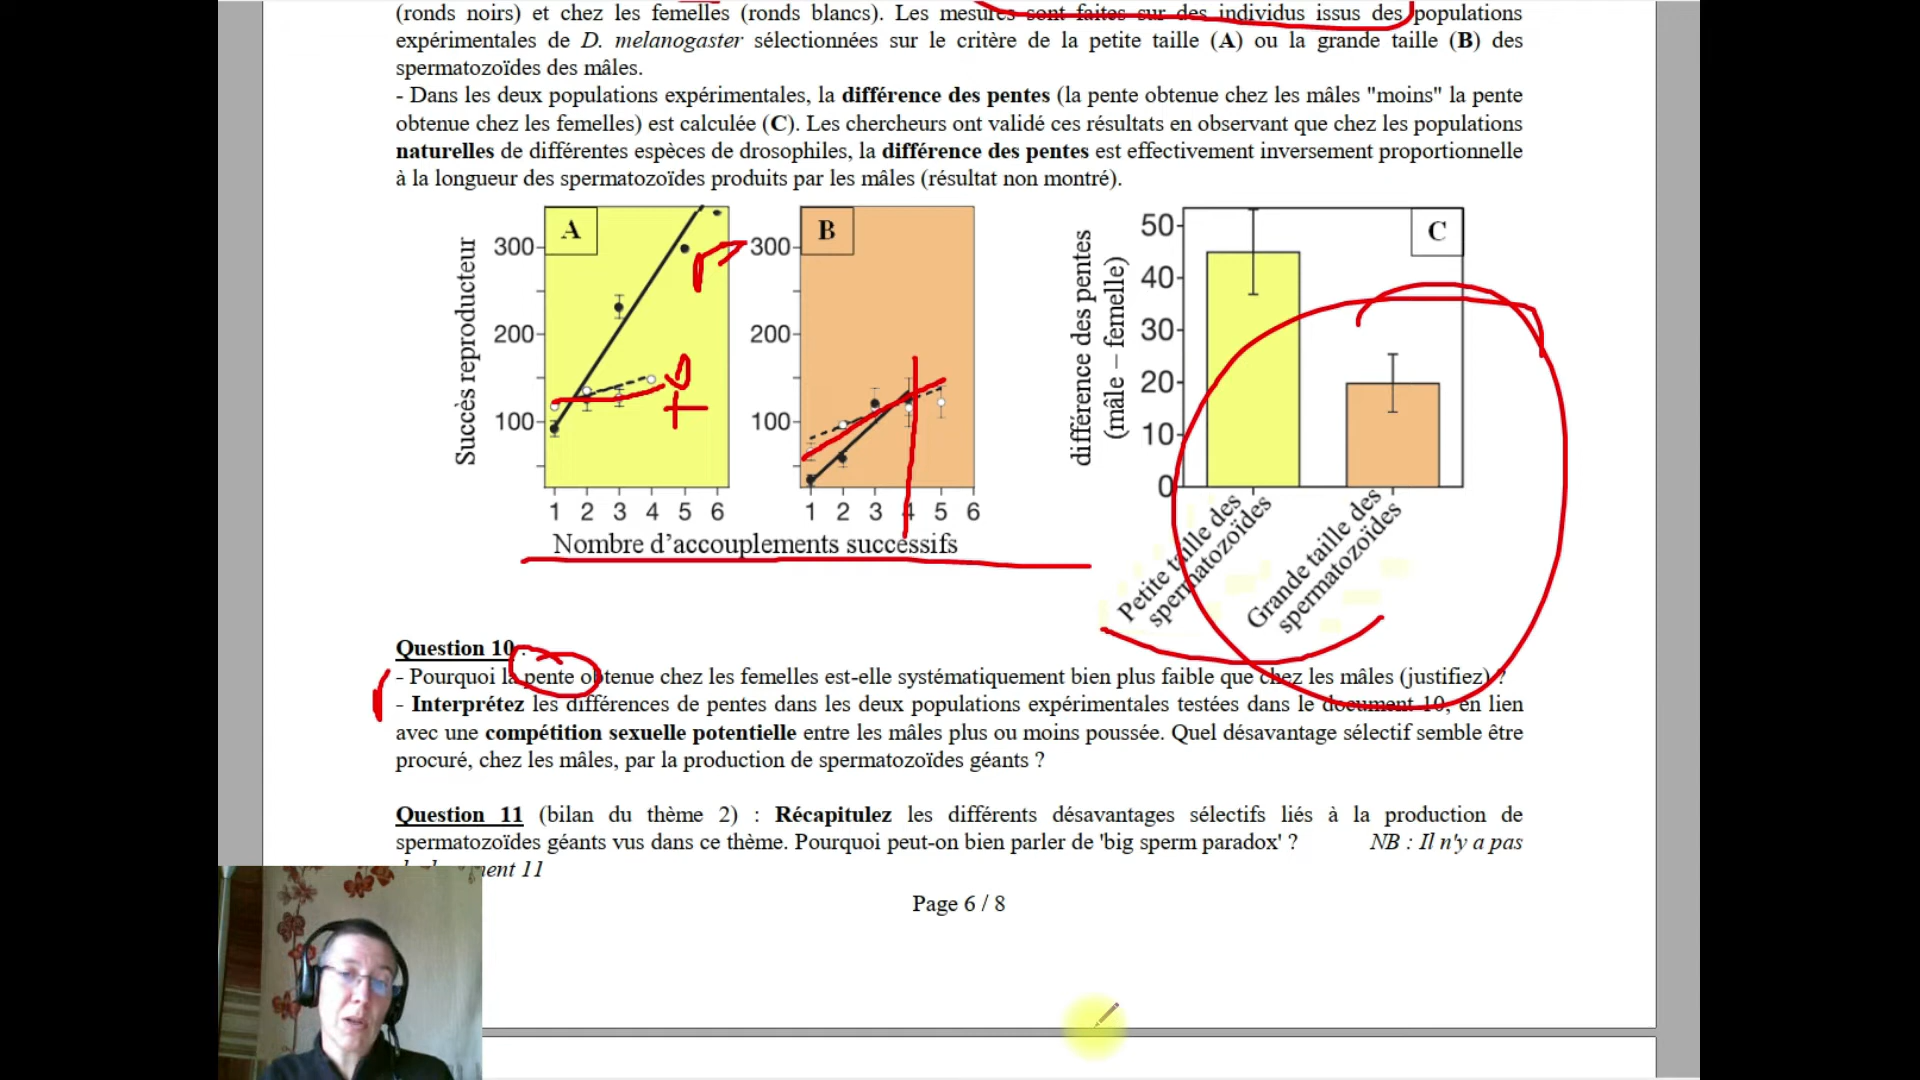 (ronds noirs) et chez les femelles (ronds blancs). Les mesures sont faites sur des individus issus des populations
expérimentales de D. melanogaster sélectionnées sur le critère de la petite taille (A) ou la grande taille (B) des
spermatozoïdes des mâles.
- Dans les deux populations expérimentales, la différence des pentes (la pente obtenue chez les mâles "moins" la pente
obtenue chez les femelles) est calculée (C). Les chercheurs ont validé ces résultats en observant que chez les populations
naturelles de différentes espèces de drosophiles, la différence des pentes est effectivement inversement proportionnelle
à la longueur des spermatozoïdes produits par les mâles (résultat non montré).
Succès reproducteur
300
200
100
A
1 2 3 4 5 6
300
200
100
B
1 2 3 4 5 6
Nombre d'accouplements successifs
différence des pentes
(mâle – femelle)
50
40
30
20
10
0
C
Petite taille des
spermatozoïdes
Grande taille des
spermatozoïdes
Question 10 :
- Pourquoi la pente obtenue chez les femelles est-elle systématiquement bien plus faible que chez les mâles (justifiez) ?
- Interprétez les différences de pentes dans les deux populations expérimentales testées dans le document 10, en lien
avec une compétition sexuelle potentielle entre les mâles plus ou moins poussée. Quel désavantage sélectif semble être
procuré, chez les mâles, par la production de spermatozoïdes géants ?
Question 11 (bilan du thème 2) : Récapitulez les différents désavantages sélectifs liés à la production de
spermatozoïdes géants vus dans ce thème. Pourquoi peut-on bien parler de 'big sperm paradox' ? NB : Il n'y a pas
11
Page 6 / 8